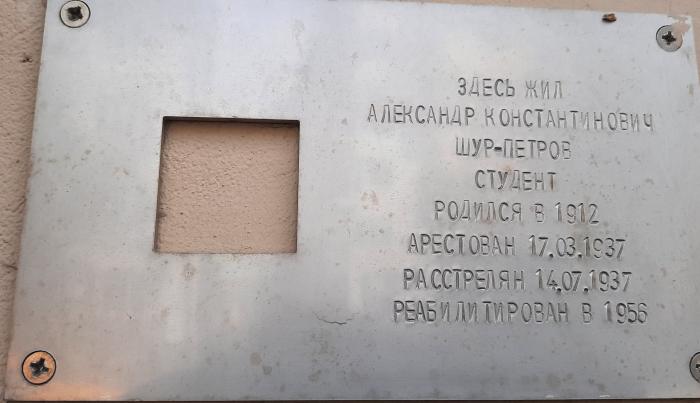 ЗДЕСЬ ЖИЛ
АЛЕКСАНДР КОНСТАНТИНОВИЧ
ШУР-ПЕТРОВ
СТУДЕНТ
РОДИЛСЯ В 1912
АРЕСТОВАН 17.03.1937
РАССТРЕЛЯН 14.07.1937
РЕАБИЛИТИРОВАН В 1956